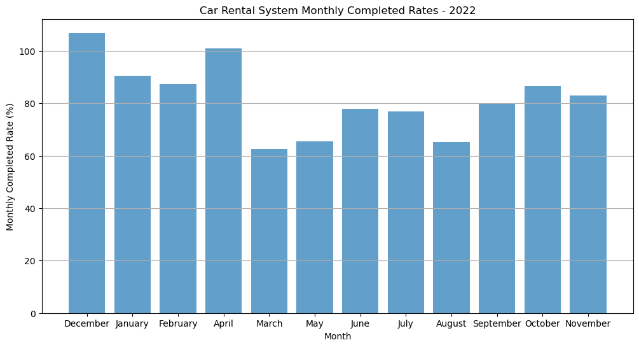 Car Rental System Monthly Completed Rates - 2022
Monthly Completed Rate (%)
100
80
60
40
20
0
December January February April March May June July August September October November
Month